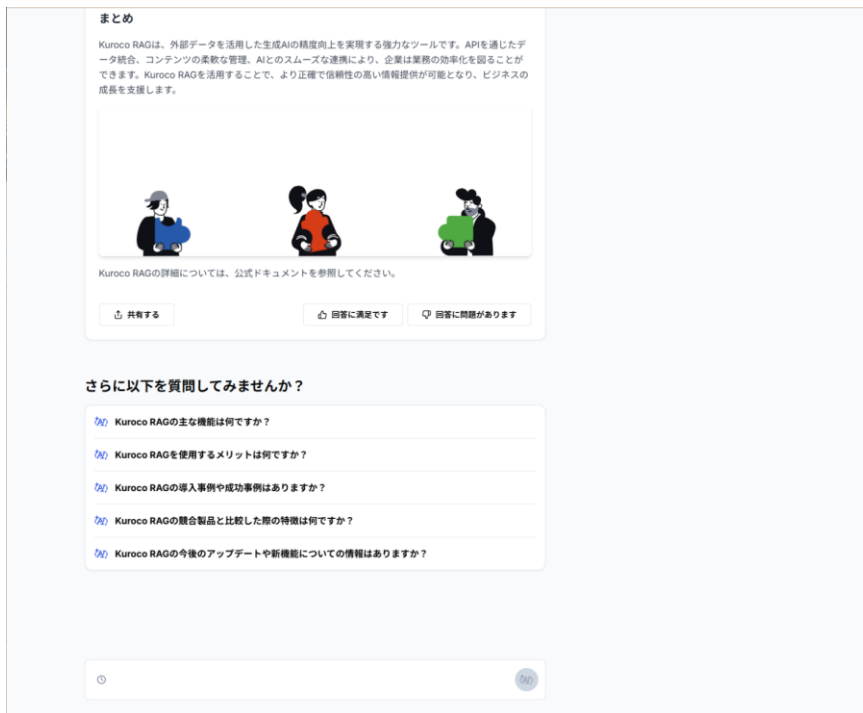 まとめ
Kuroco RAGは、外部データを活用した生成AIの精度向上を実現する強力なツールです。APIを通じたデ
ータ統合、コンテンツの柔軟な管理、AIとのスムーズな連携により、企業は業務の効率化を図ることが
できます。Kuroco RAGを活用することで、より正確で信頼性の高い情報提供が可能となり、ビジネスの
成長を支援します。
Kuroco RAGの詳細については、公式ドキュメントを参照してください。
共有する
回答に満足です
回答に問題があります
さらに以下を質問してみませんか？
Kuroco RAGの主な機能は何ですか？
Kuroco RAGを使用するメリットは何ですか？
Kuroco RAGの導入事例や成功事例はありますか？
Kuroco RAGの競合製品と比較した際の特徴は何ですか？
Kuroco RAGの今後のアップデートや新機能についての情報はありますか？